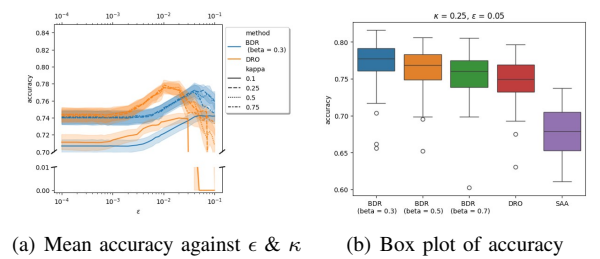 10⁻⁴ 10⁻³ 10⁻² 10⁻¹
0.84
0.82
0.80
0.78
0.76
0.74
0.72
0.70
0.01
0.00
accuracy
10⁻⁴ 10⁻³ 10⁻² 10⁻¹
ε
method
BDR
(beta = 0.3)
DRO
kappa
0.1
0.25
0.5
0.75
(a) Mean accuracy against ϵ & κ
κ = 0.25, ε = 0.05
0.80
0.75
0.70
0.65
0.60
accuracy
BDR BDR BDR DRO SAA
(beta = 0.3) (beta = 0.5) (beta = 0.7)
(b) Box plot of accuracy